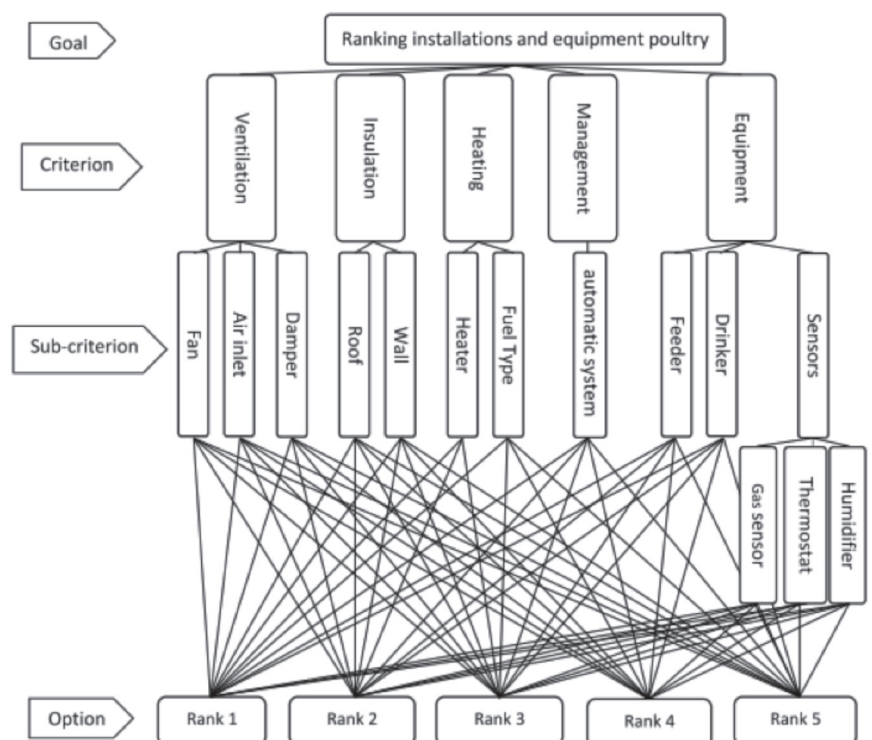 Goal
Ranking installations and equipment poultry
Criterion
Ventilation
Insulation
Heating
Management
Equipment
Sub-criterion
Fan
Air inlet
Damper
Roof
Wall
Heater
Fuel Type
automatic system
Feeder
Drinker
Sensors
Gas sensor
Thermostat
Humidifier
Option
Rank 1
Rank 2
Rank 3
Rank 4
Rank 5